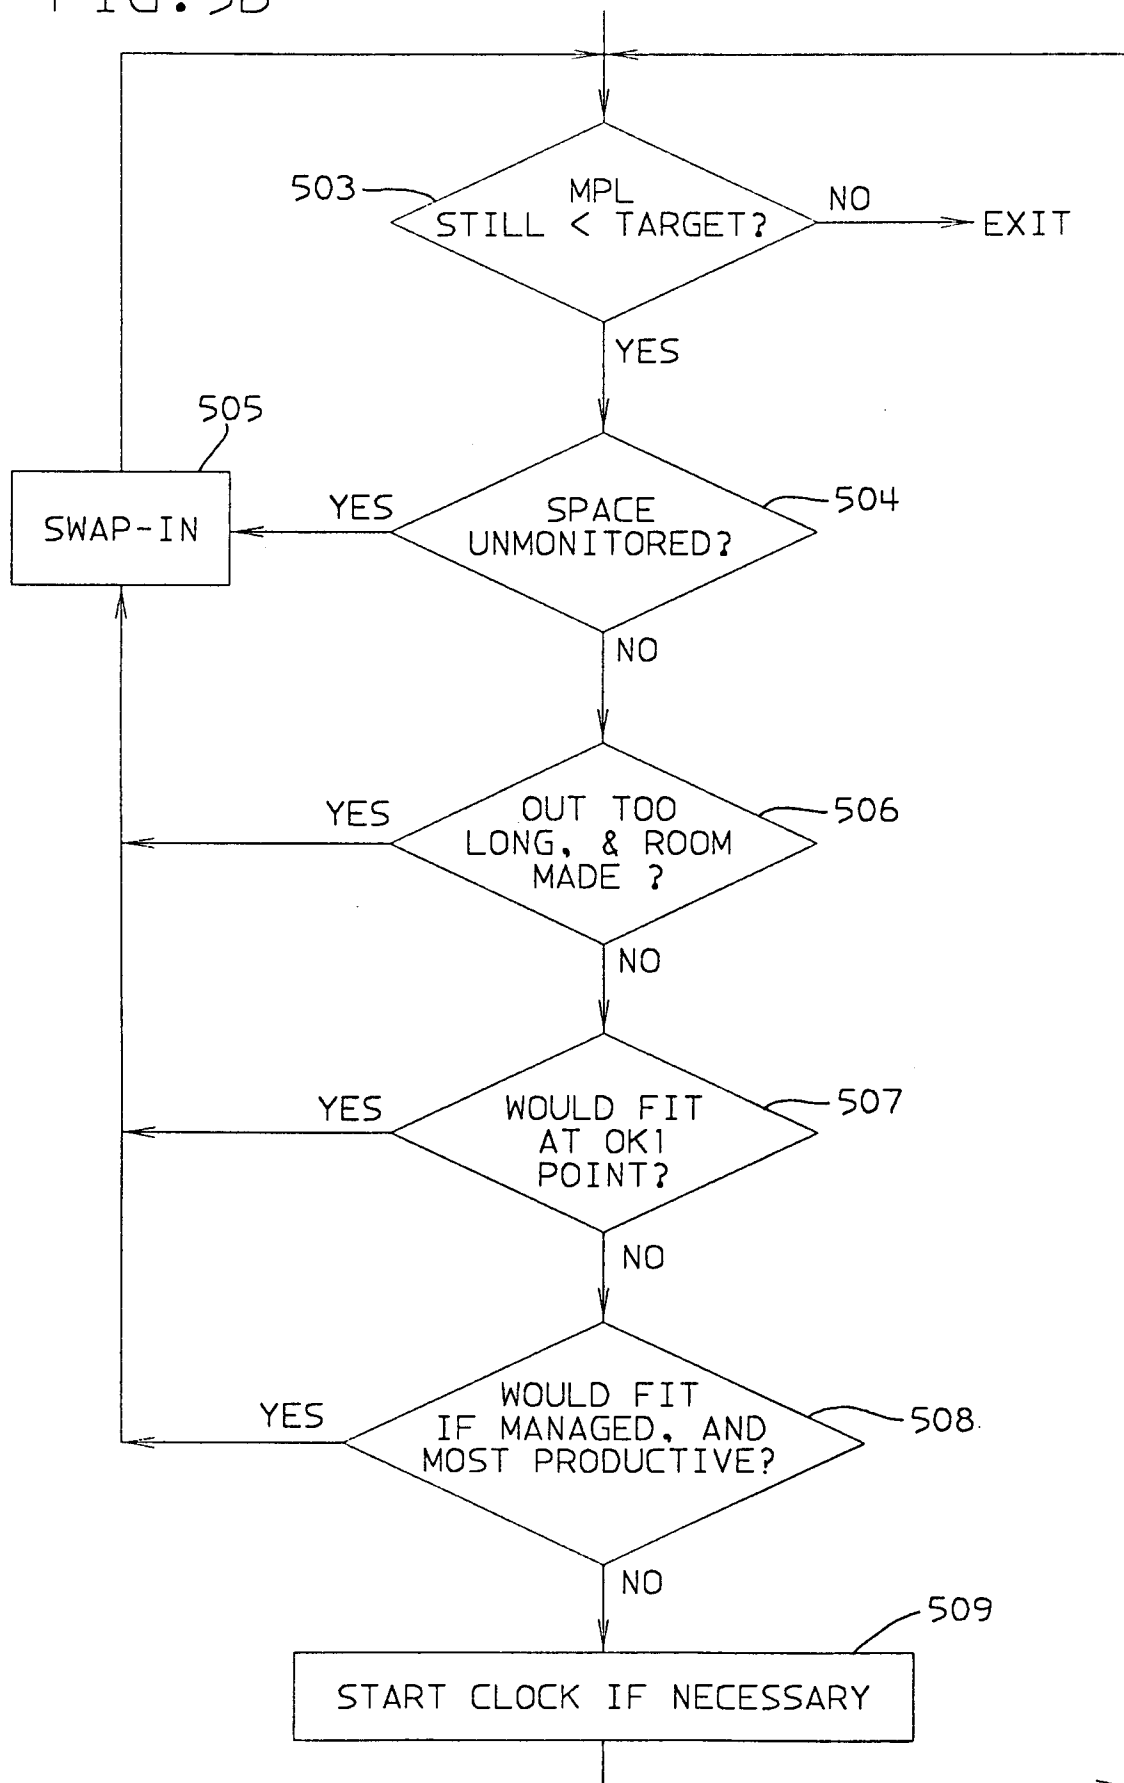 FIG.5B
503
MPL
STILL < TARGET?
NO
EXIT
YES
505
SWAP-IN
YES
SPACE
UNMONITORED?
504
NO
YES
OUT TOO
LONG, & ROOM
MADE ?
506
NO
YES
WOULD FIT
AT OK1
POINT?
507
NO
YES
WOULD FIT
IF MANAGED, AND
MOST PRODUCTIVE?
508
NO
509
START CLOCK IF NECESSARY